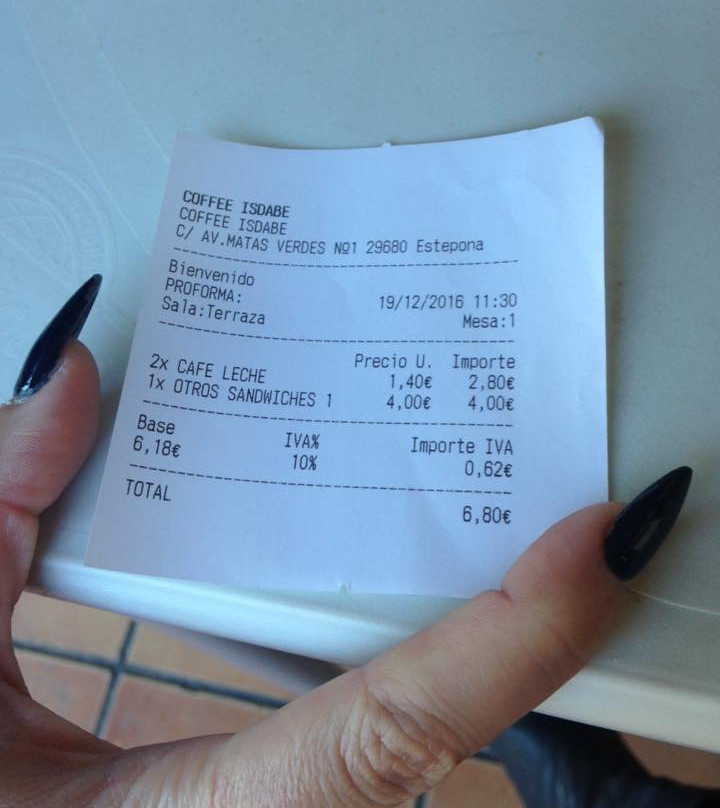 COFFEE ISDABE
COFFEE ISDABE
C/ AV.MATAS VERDES Nº1 29680 Estepona
Bienvenido
PROFORMA: 19/12/2016 11:30
Sala:Terraza Mesa:1
Precio U. Importe
2x CAFE LECHE 1,40€ 2,80€
1x OTROS SANDWICHES 1 4,00€ 4,00€
Base IVA% Importe IVA
6,18€ 10% 0,62€
TOTAL 6,80€